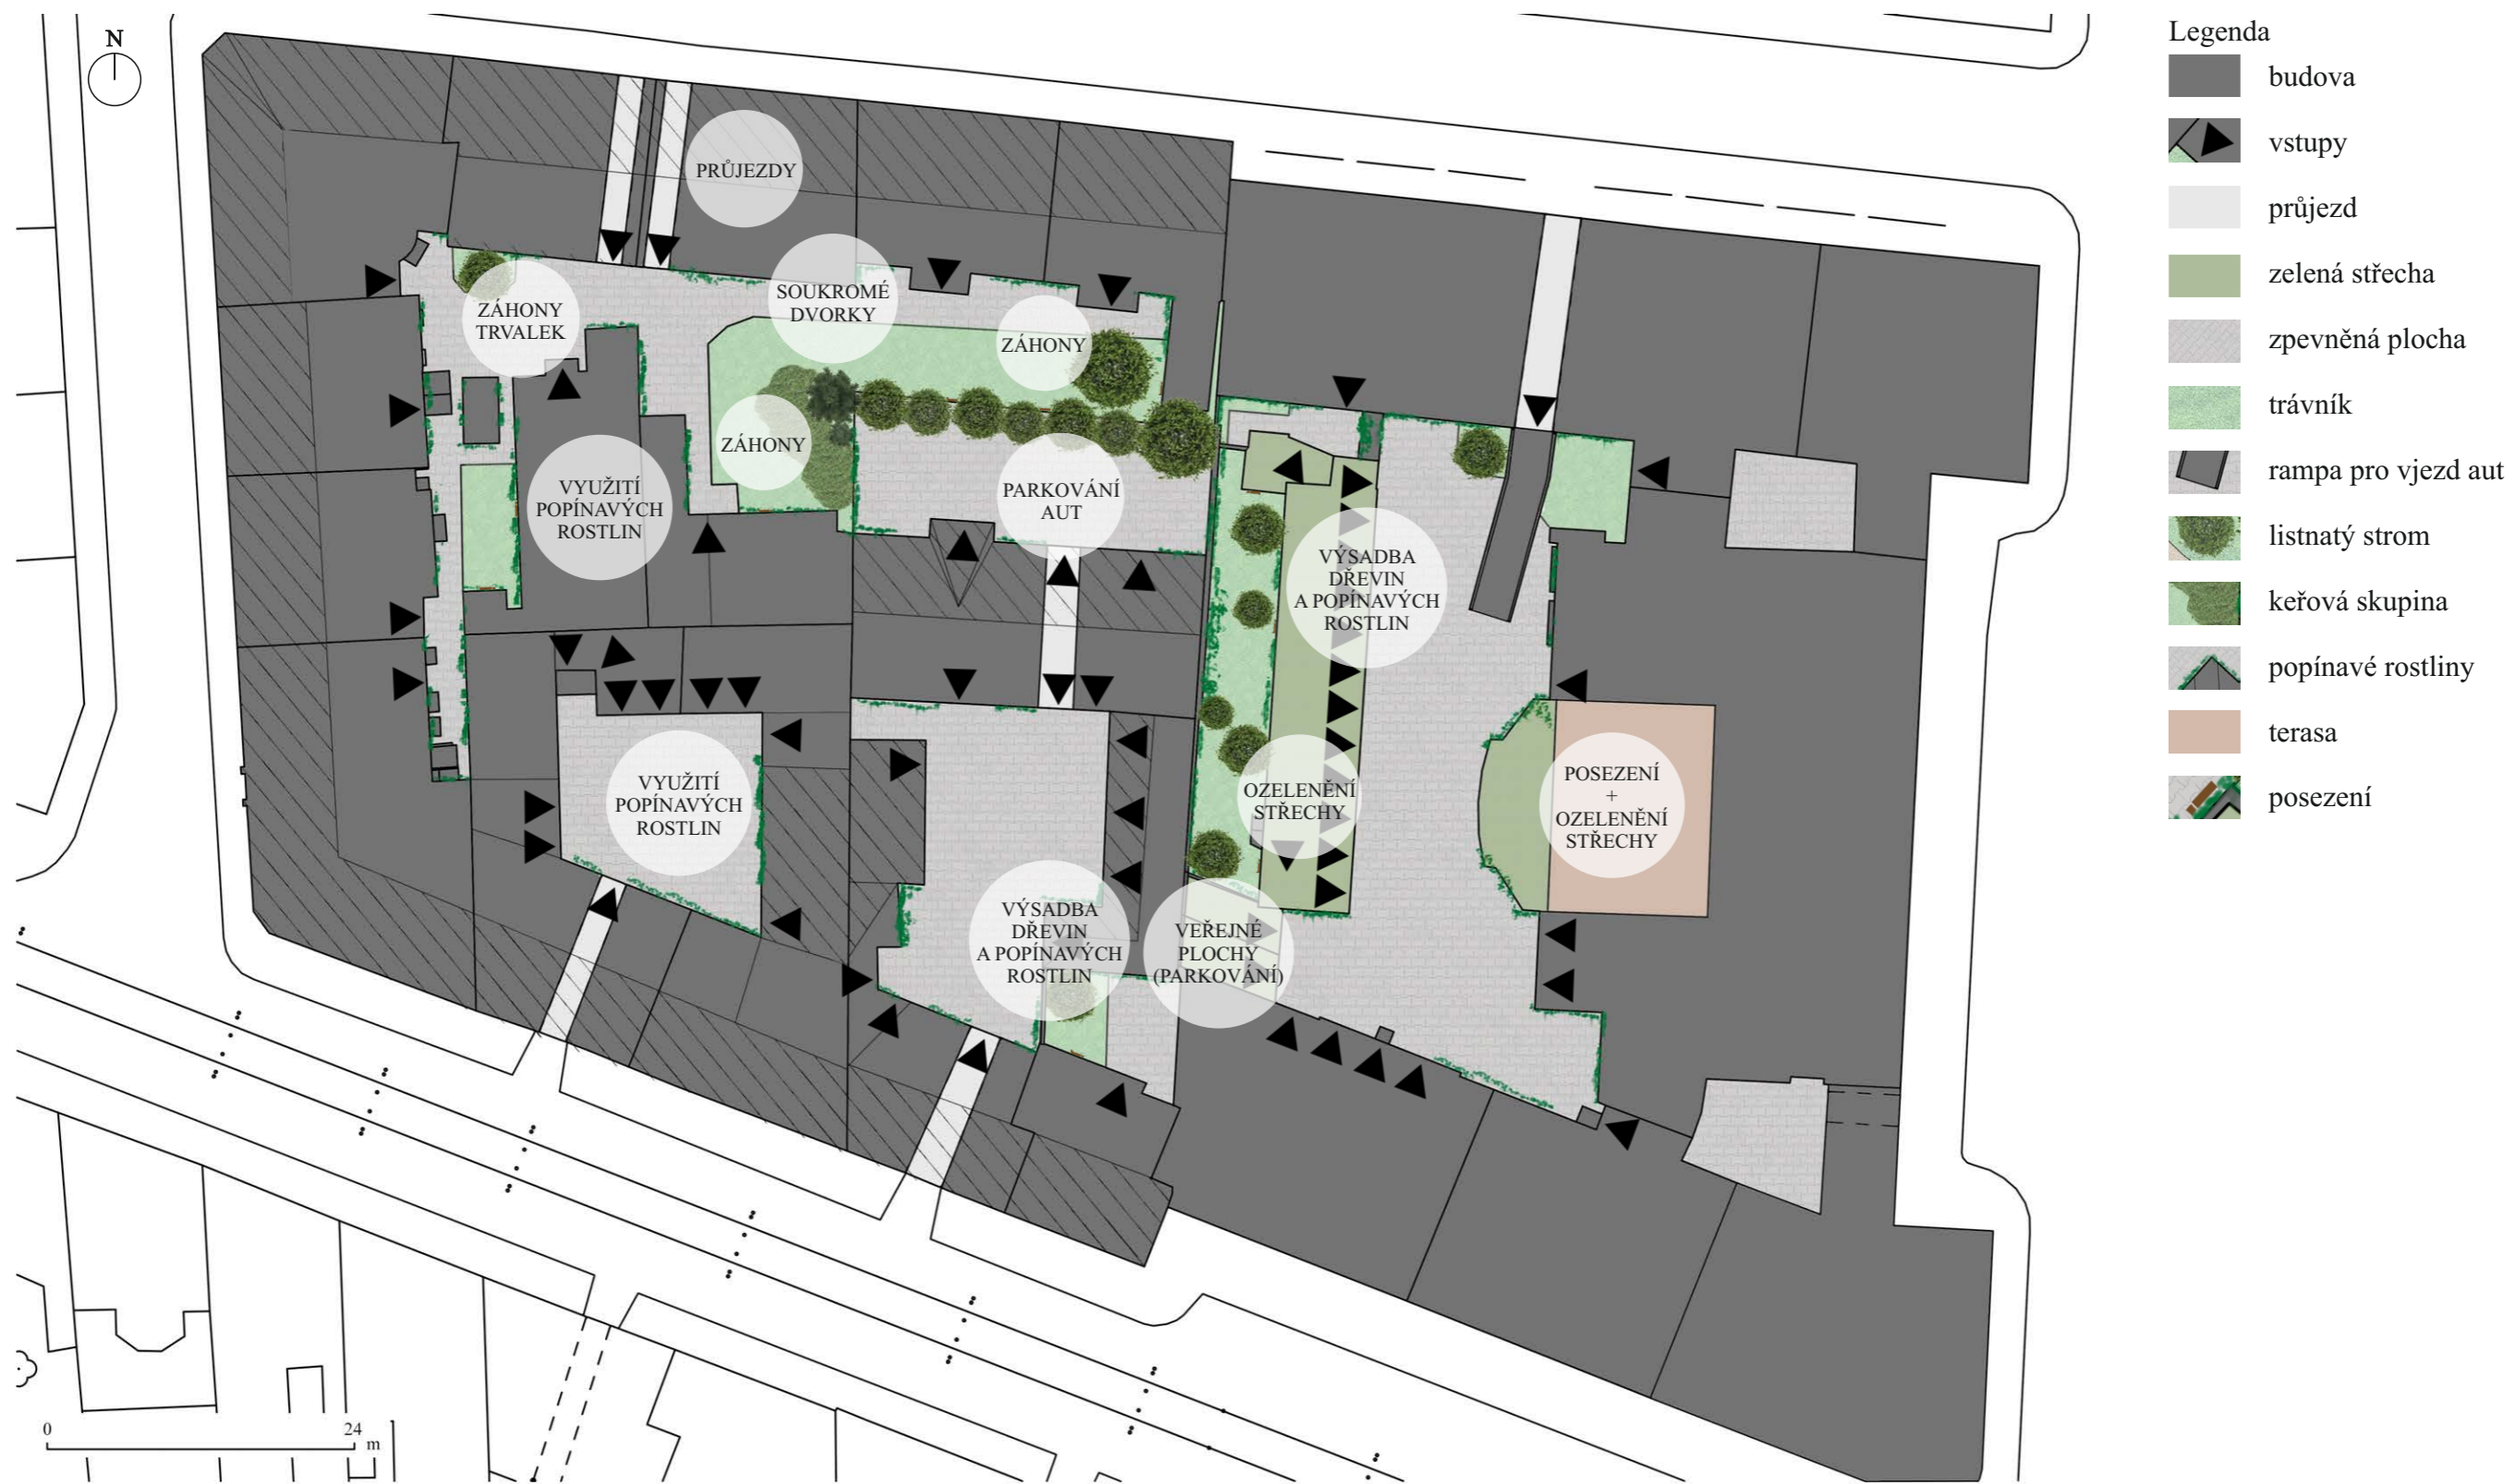 N
PRŮJEZDY
SOUKROMÉ
DVORKY
ZÁHONY
TRVALEK
ZÁHONY
ZÁHONY
VYUŽITÍ
POPÍNAVÝCH
ROSTLIN
PARKOVÁNÍ
AUT
VÝSADBA
DŘEVIN
A POPÍNAVÝCH
ROSTLIN
VYUŽITÍ
POPÍNAVÝCH
ROSTLIN
OZELENĚNÍ
STŘECHY
POSEZENÍ
+
OZELENĚNÍ
STŘECHY
VÝSADBA
DŘEVIN
A POPÍNAVÝCH
ROSTLIN
VEŘEJNÉ
PLOCHY
(PARKOVÁNÍ)
0
24
m
Legenda
budova
vstupy
průjezd
zelená střecha
zpevněná plocha
trávník
rampa pro vjezd aut
listnatý strom
keřová skupina
popínavé rostliny
terasa
posezení